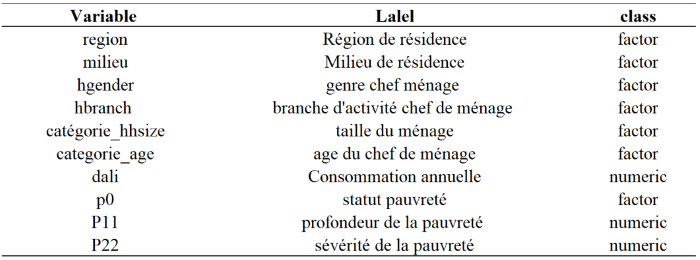 Variable Lalel class
region Région de résidence factor
milieu Milieu de résidence factor
hgender genre chef ménage factor
hbranch branche d'activité chef de ménage factor
catégorie_hhsize taille du ménage factor
categorie_age age du chef de ménage factor
dali Consommation annuelle numeric
p0 statut pauvreté factor
P11 profondeur de la pauvreté numeric
P22 sévérité de la pauvreté numeric